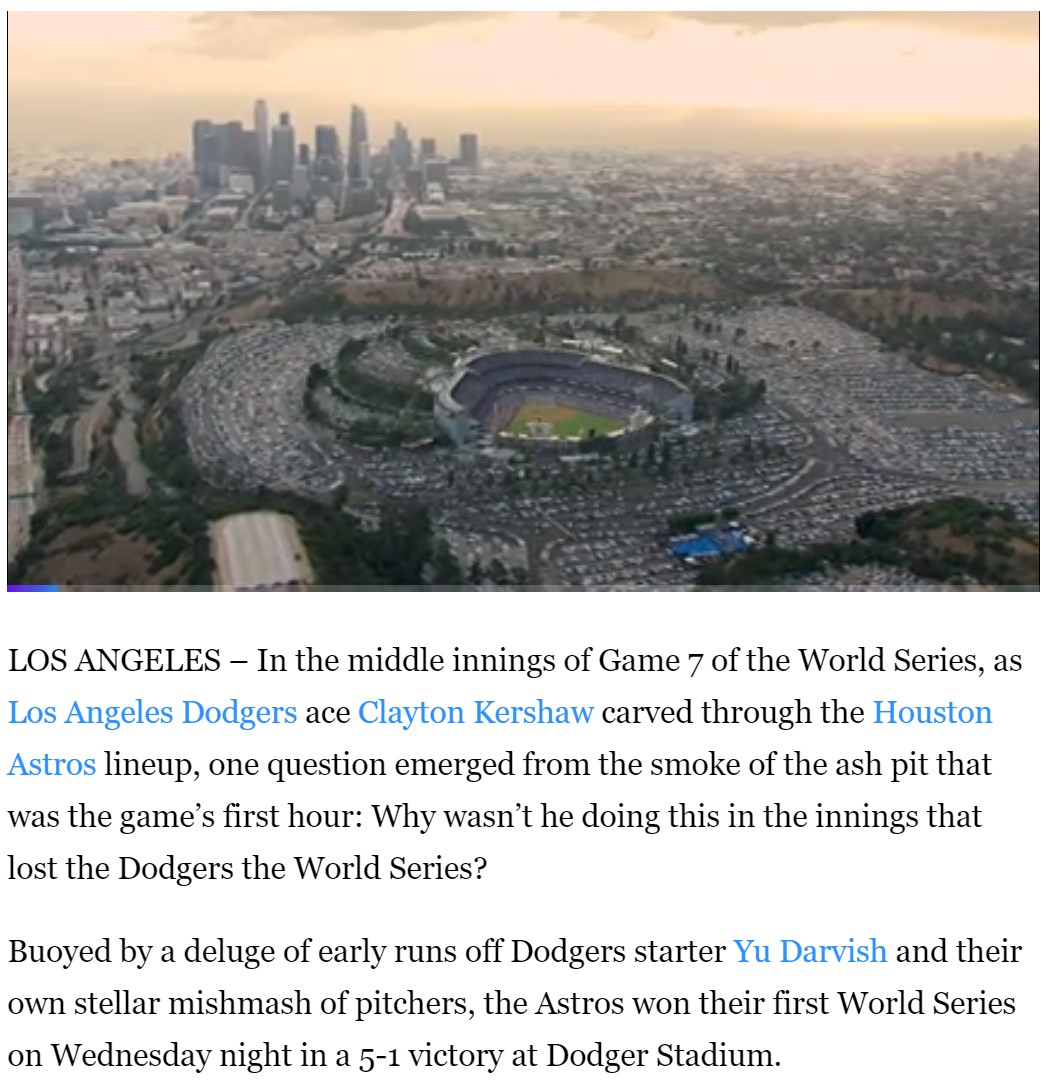 LOS ANGELES – In the middle innings of Game 7 of the World Series, as
Los Angeles Dodgers ace Clayton Kershaw carved through the Houston
Astros lineup, one question emerged from the smoke of the ash pit that
was the game’s first hour: Why wasn’t he doing this in the innings that
lost the Dodgers the World Series?
Buoyed by a deluge of early runs off Dodgers starter Yu Darvish and their
own stellar mishmash of pitchers, the Astros won their first World Series
on Wednesday night in a 5-1 victory at Dodger Stadium.